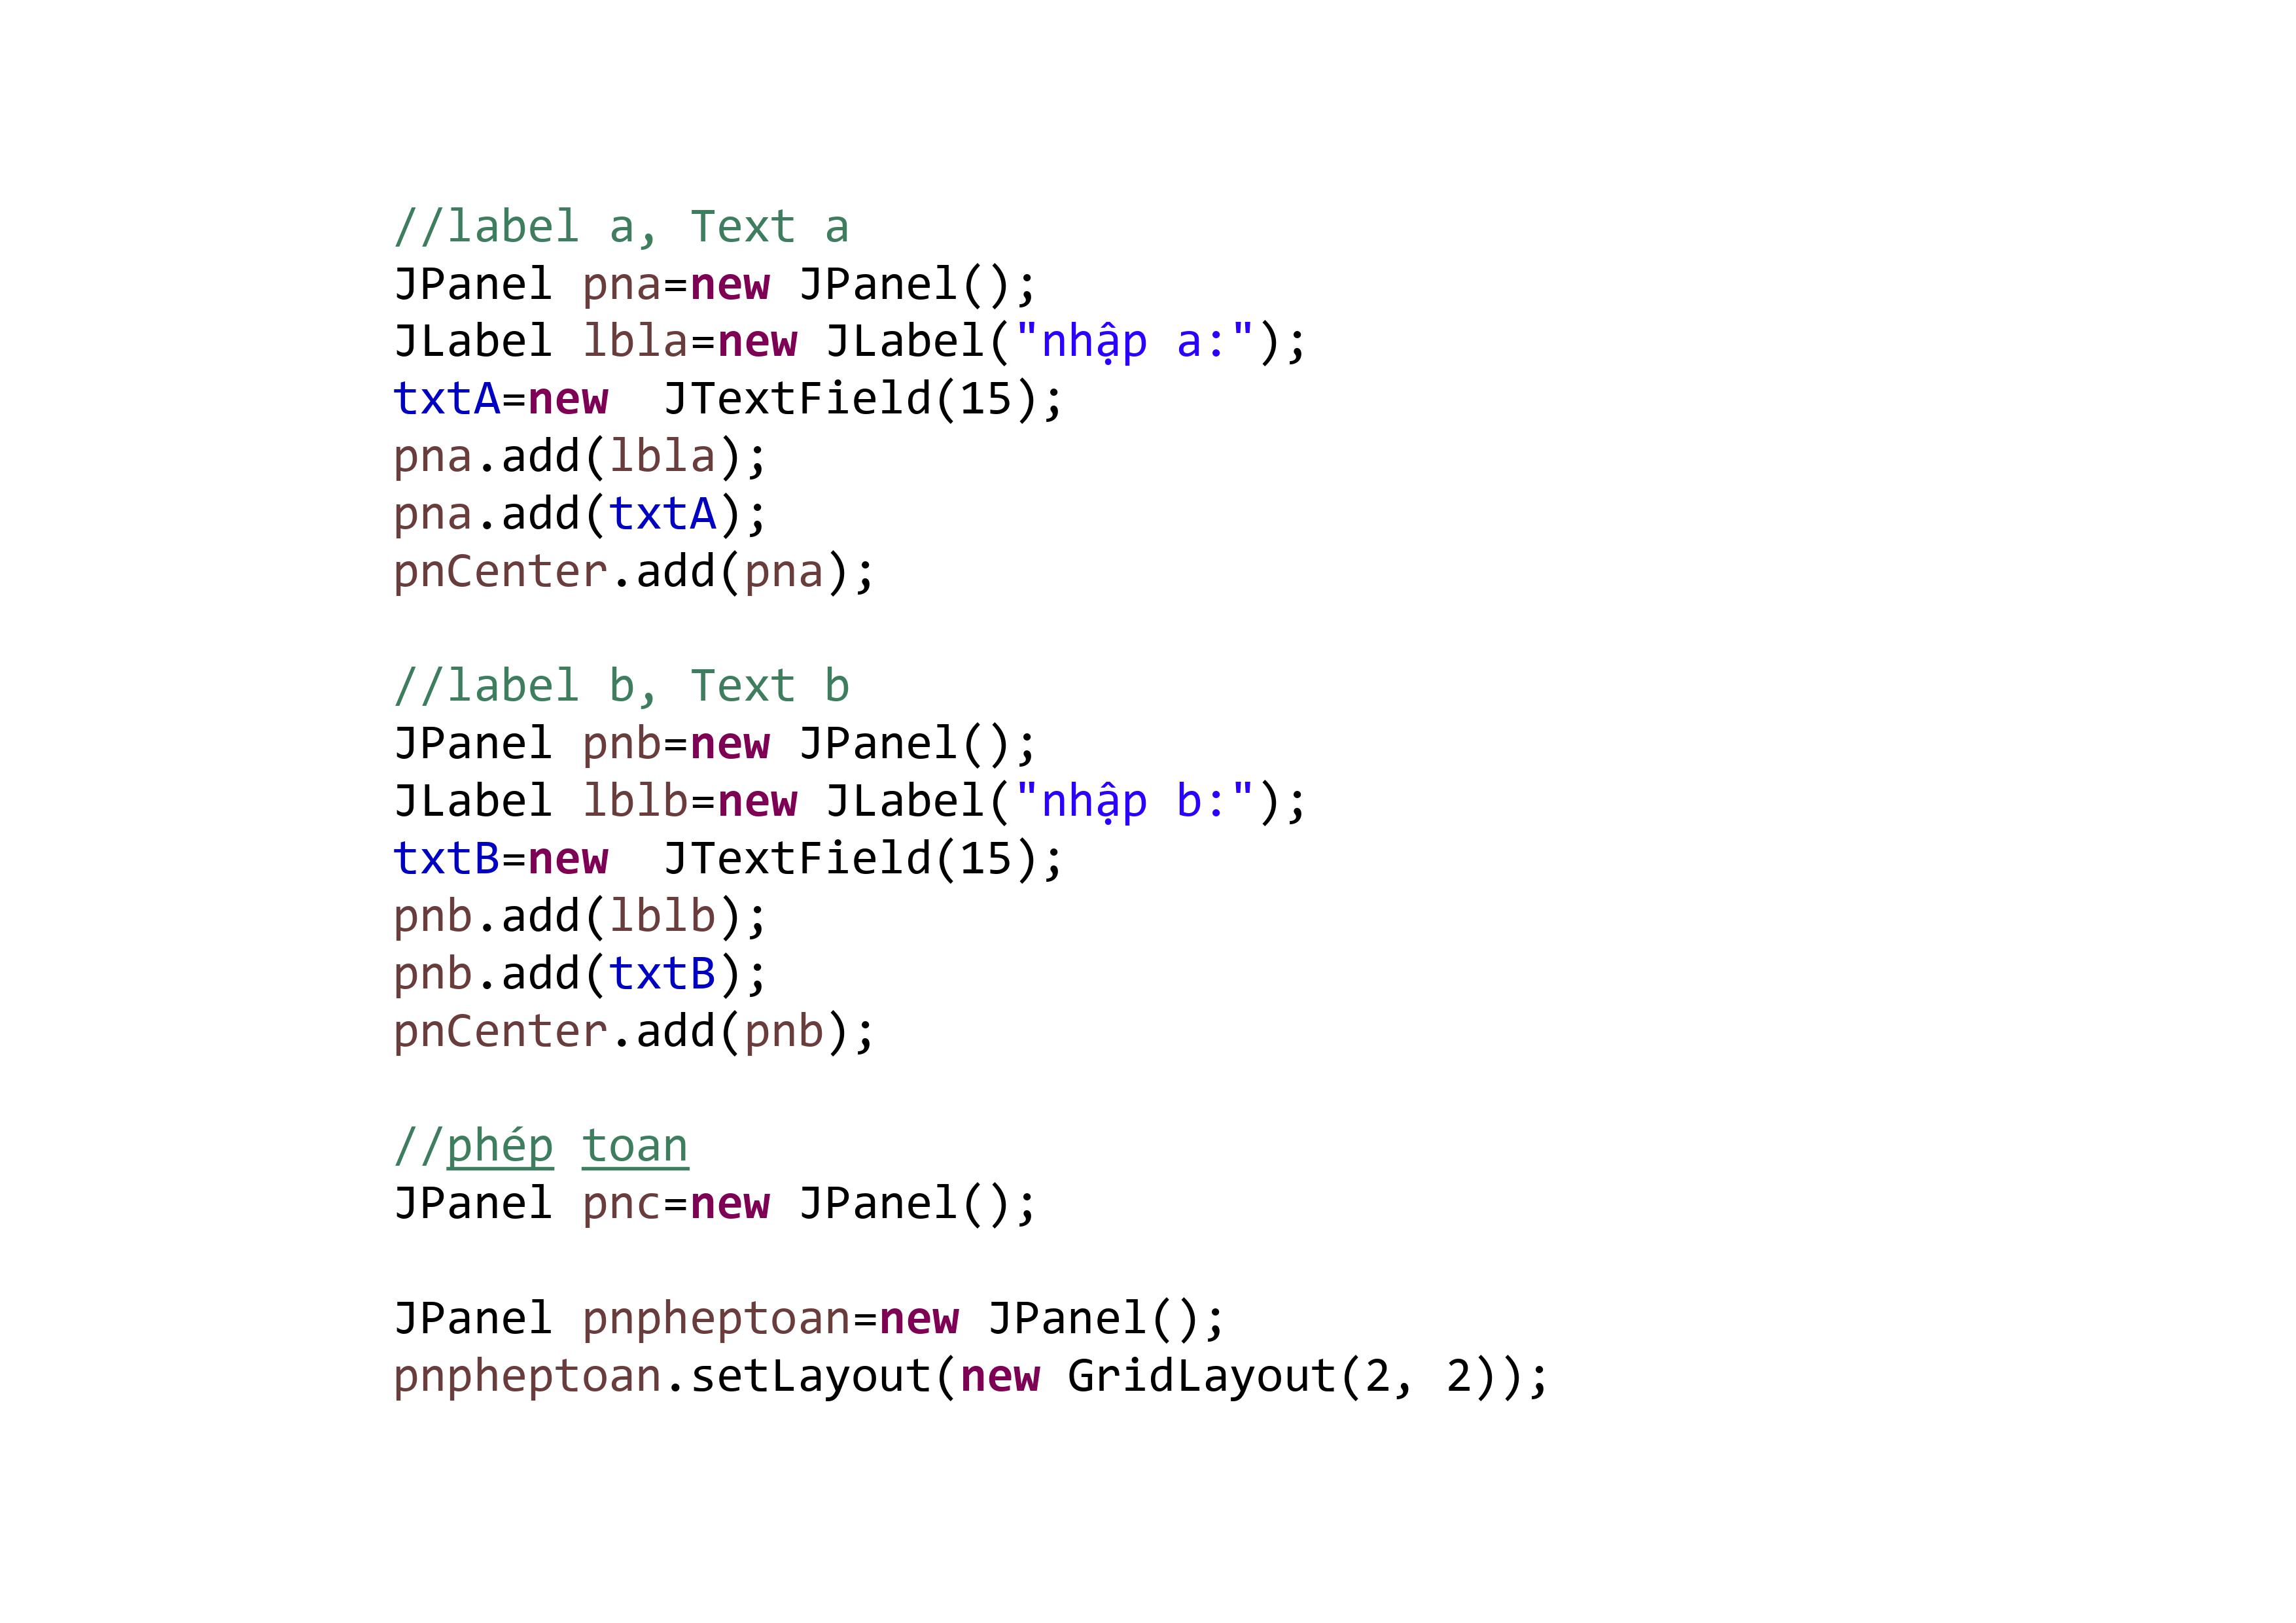 //label a, Text a
JPanel pna=new JPanel();
JLabel lbla=new JLabel("nhập a:");
txtA=new  JTextField(15);
pna.add(lbla);
pna.add(txtA);
pnCenter.add(pna);

//label b, Text b
JPanel pnb=new JPanel();
JLabel lblb=new JLabel("nhập b:");
txtB=new  JTextField(15);
pnb.add(lblb);
pnb.add(txtB);
pnCenter.add(pnb);

//phép toan
JPanel pnc=new JPanel();

JPanel pnpheptoan=new JPanel();
pnpheptoan.setLayout(new GridLayout(2, 2));